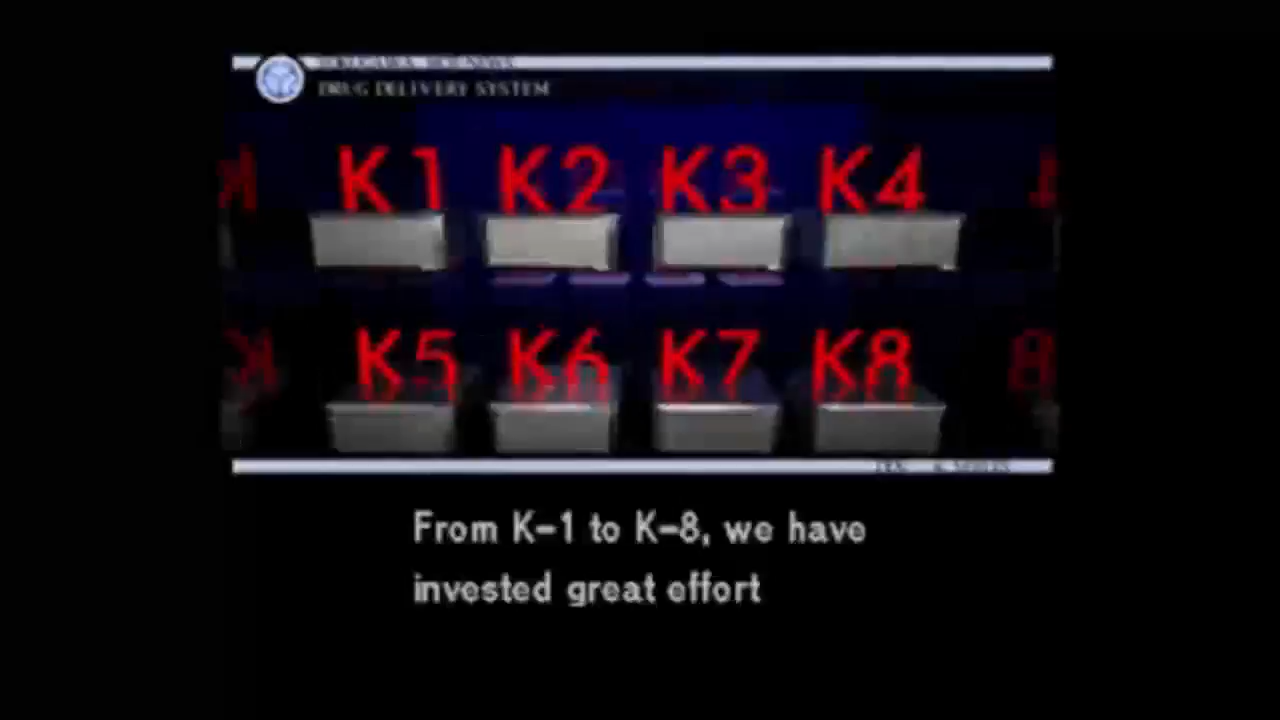 DRUG DELIVERY SYSTEM
K1 K2 K3 K4
K5 K6 K7 K8
From K-1 to K-8, we have
invested great effort